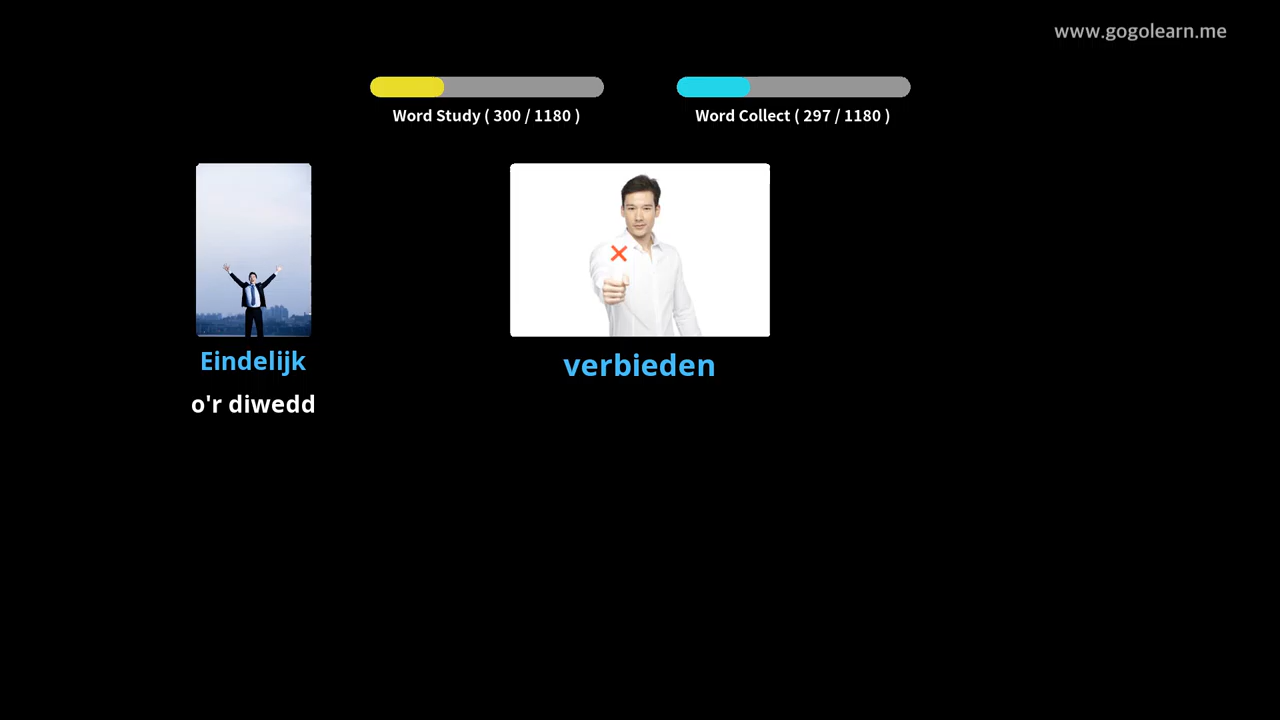 www.gogolearn.me
Word Study ( 300 / 1180 )
Word Collect ( 297 / 1180 )
Eindelijk
o'r diwedd
verbieden